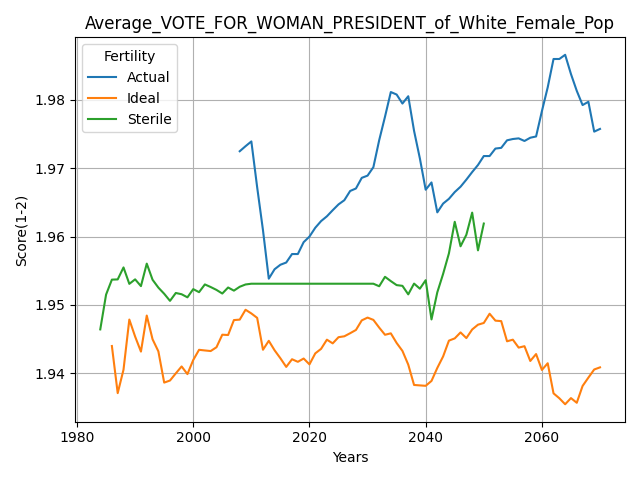 Average_VOTE_FOR_WOMAN_PRESIDENT_of_White_Female_Pop
Fertility
Actual
Ideal
Sterile
Score(1-2)
1.98
1.97
1.96
1.95
1.94
1980
2000
2020
2040
2060
Years